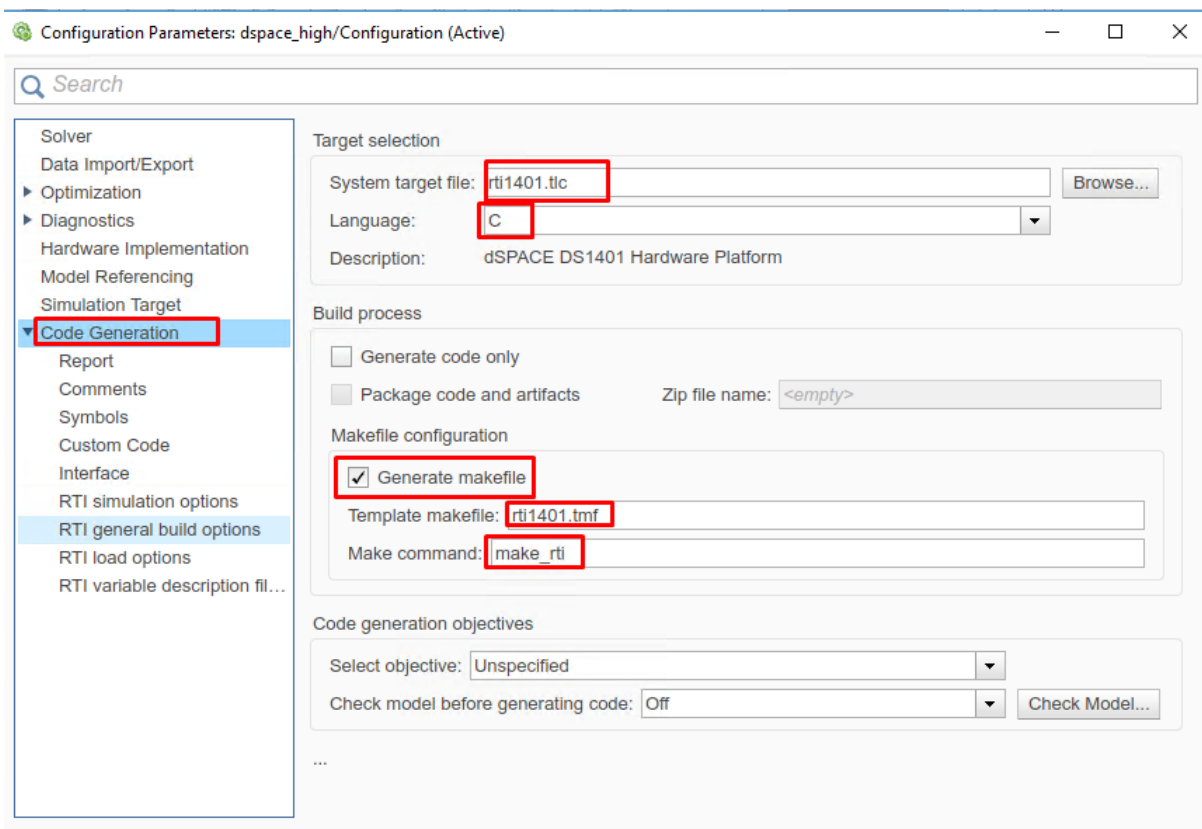 Configuration Parameters: dspace_high/Configuration (Active)
Search
Solver
Data Import/Export
Optimization
Diagnostics
Hardware Implementation
Model Referencing
Simulation Target
Code Generation
Report
Comments
Symbols
Custom Code
Interface
RTI simulation options
RTI general build options
RTI load options
RTI variable description fil...
Target selection
System target file: rti1401.tlc Browse...
Language: C
Description: dSPACE DS1401 Hardware Platform
Build process
Generate code only
Package code and artifacts Zip file name: <empty>
Makefile configuration
Generate makefile
Template makefile: rti1401.tmf
Make command: make_rti
Code generation objectives
Select objective: Unspecified
Check model before generating code: Off Check Model...
...